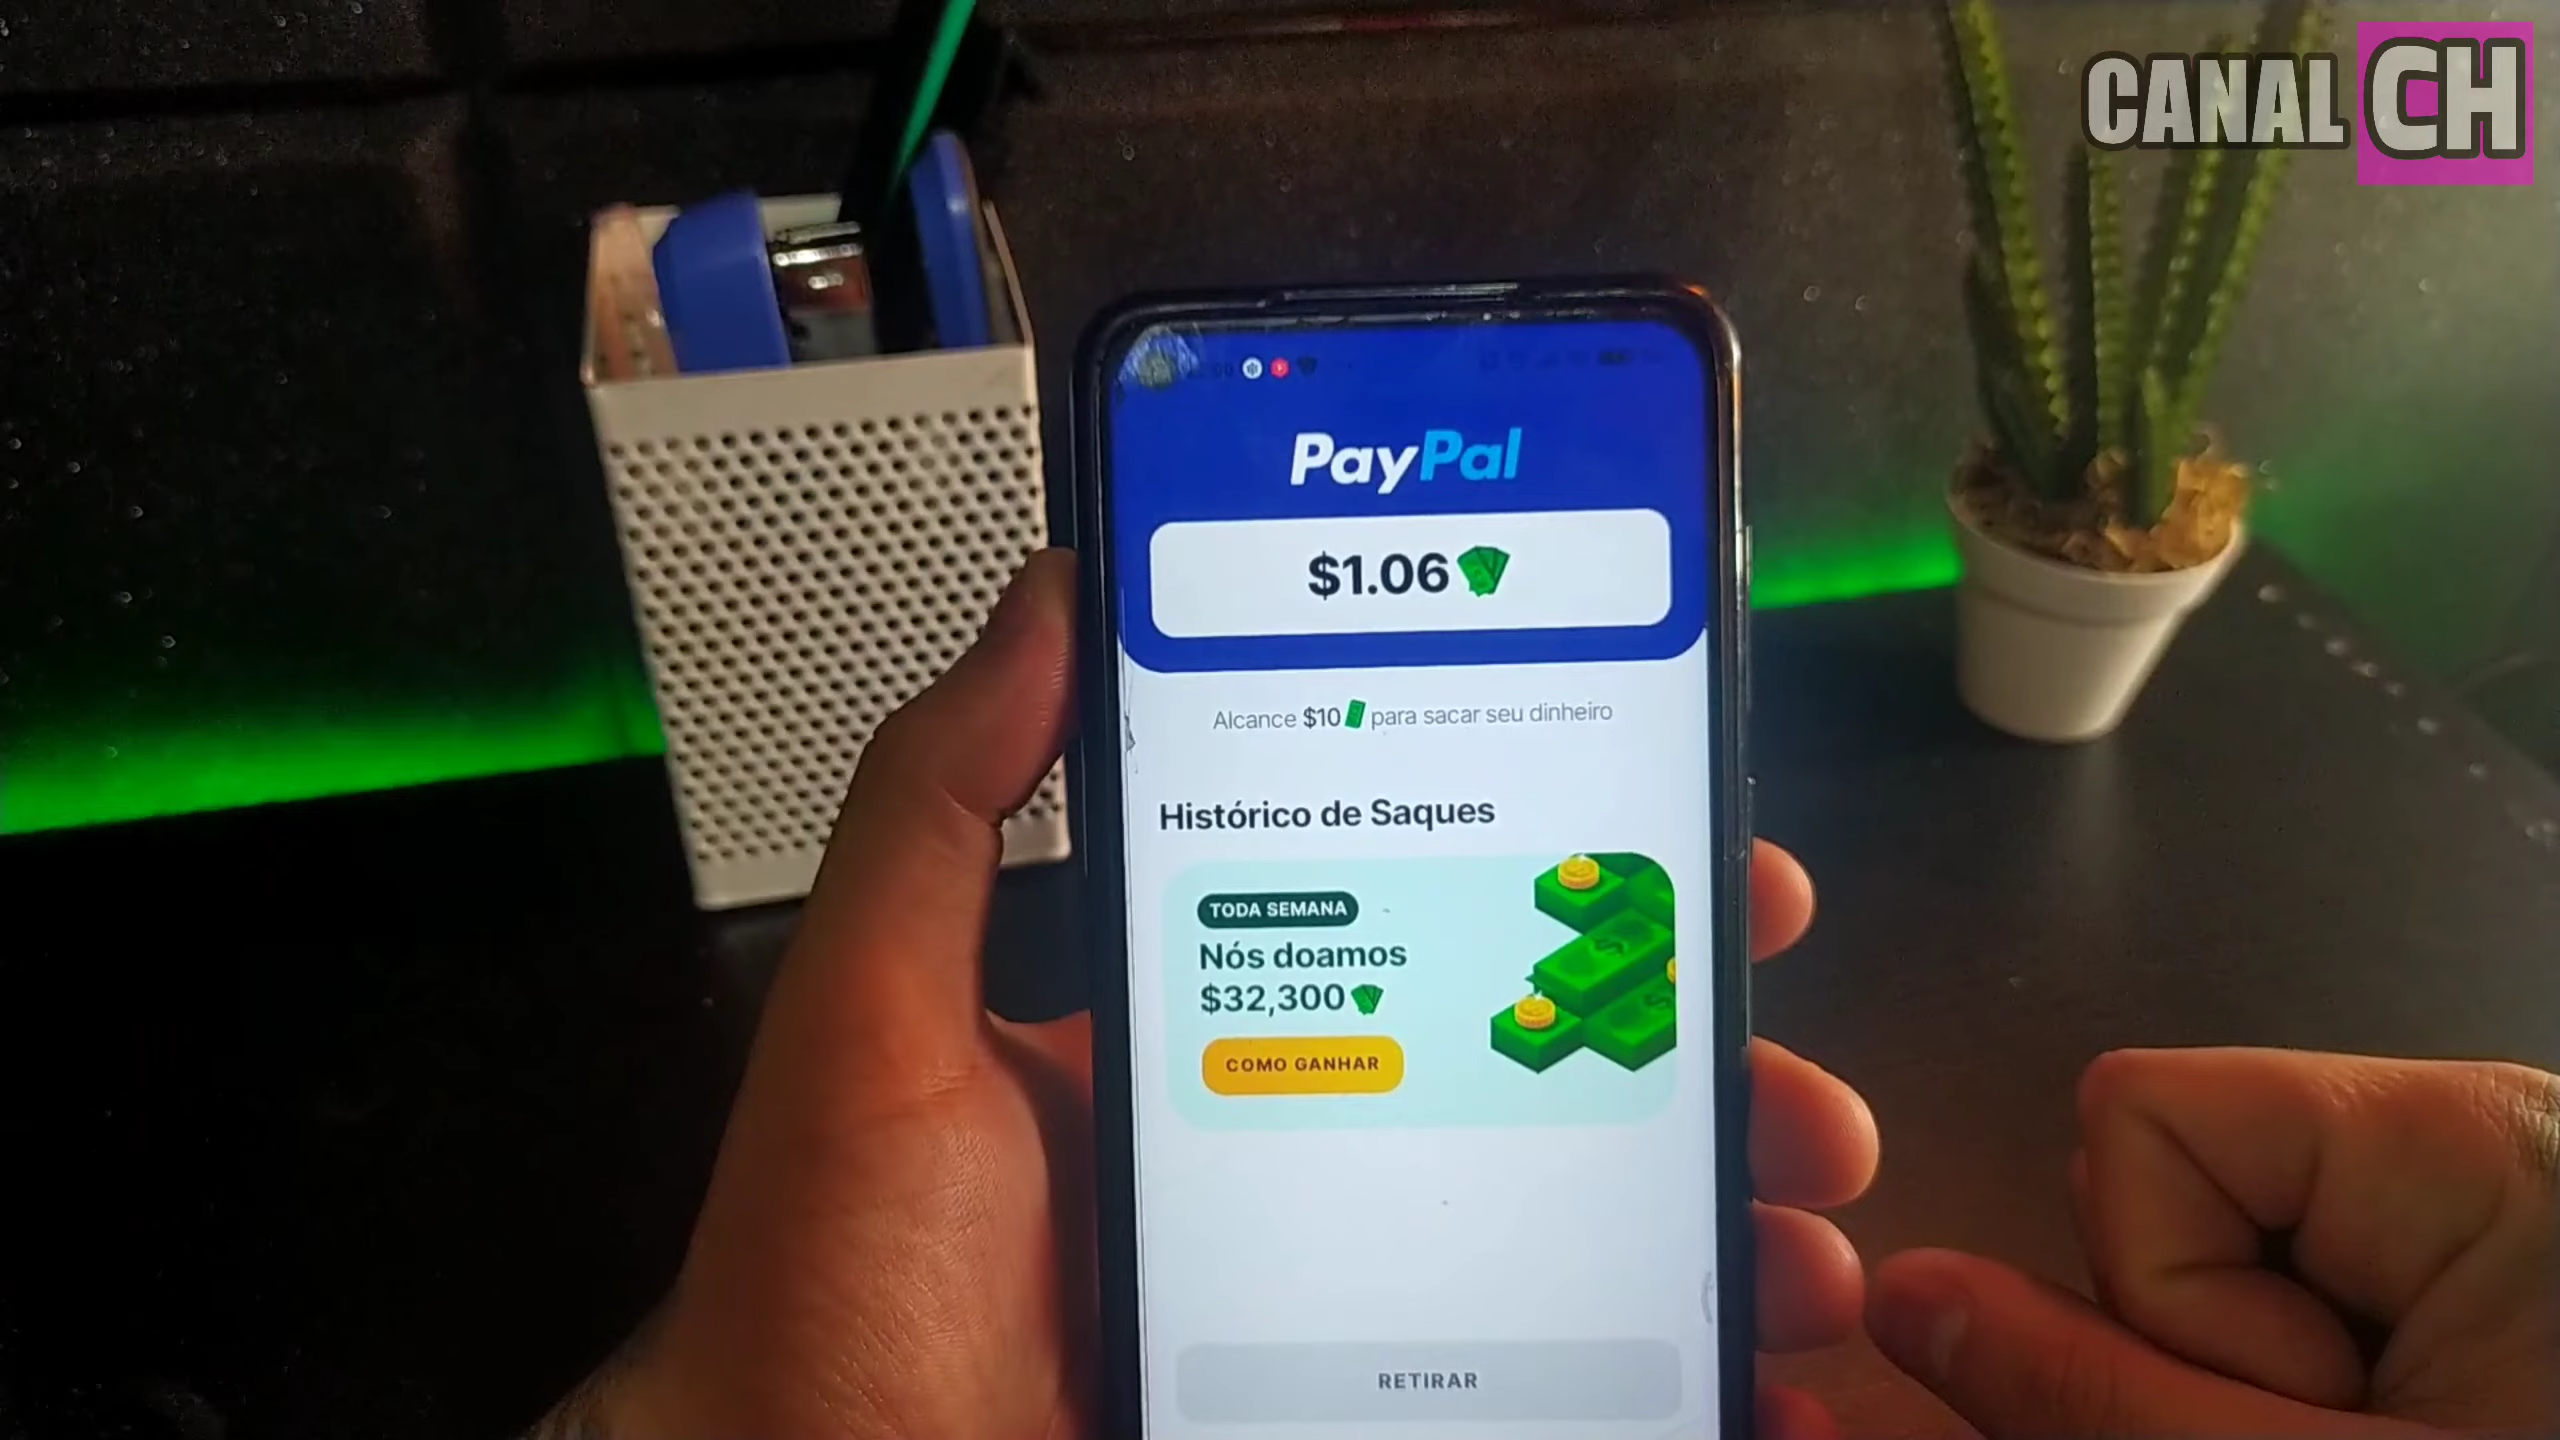 CANAL CH
PayPal
$1.06
Alcance $10 para sacar seu dinheiro
Histórico de Saques
TODA SEMANA
Nós doamos
$32,300
COMO GANHAR
RETIRAR